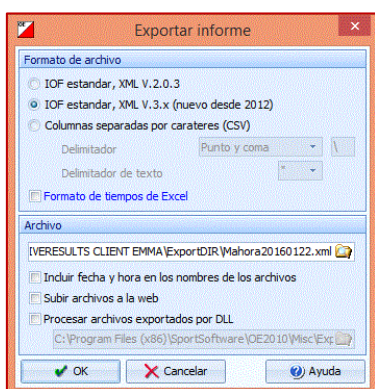 Exportar informe
Formato de archivo
IOF estandar, XML V.2.0.3
IOF estandar, XML V.3.x (nuevo desde 2012)
Columnas separadas por carateres (CSV)
Delimitador Punto y coma \
Delimitador de texto "
Formato de tiempos de Excel
Archivo
IVERESULTS CLIENT EMMA\ExportDIR\Mahora20160122.xml
Incluir fecha y hora en los nombres de los archivos
Subir archivos a la web
Procesar archivos exportados por DLL
C:\Program Files (x86)\SportSoftware\OE2010\Misc\Exp
OK Cancelar Ayuda